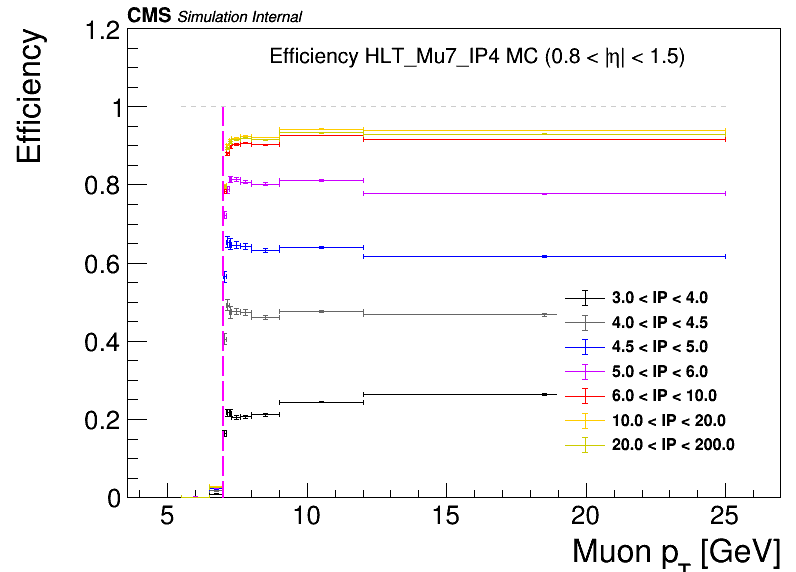 CMS Simulation Internal
Efficiency HLT_Mu7_IP4 MC (0.8 < |η| < 1.5)
Efficiency
1.2
1
0.8
0.6
0.4
0.2
0
3.0 < IP < 4.0
4.0 < IP < 4.5
4.5 < IP < 5.0
5.0 < IP < 6.0
6.0 < IP < 10.0
10.0 < IP < 20.0
20.0 < IP < 200.0
5 10 15 20 25
Muon p_T [GeV]